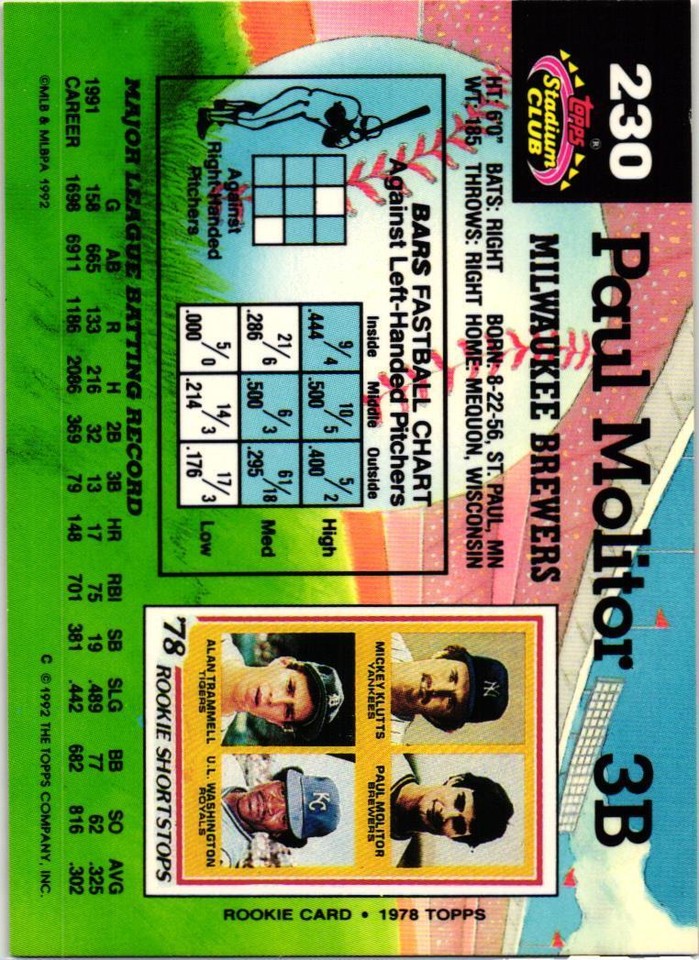 230
Topps®
Stadium
CLUB
Paul Molitor 3B
MILWAUKEE BREWERS
HT: 6'0" BATS: RIGHT BORN: 8-22-56, ST. PAUL, MN
WT: 185 THROWS: RIGHT HOME: MEQUON, WISCONSIN
BARS FASTBALL CHART
Against Left-Handed Pitchers
Inside Middle Outside
9/4 10/5 5/2
.444 .500 .400 High
21/6 6/3 61/18
.286 .500 .295 Med
5/0 14/3 17/3
.000 .214 .176 Low
Against
Right-Handed
Pitchers
MICKEY KLUTTS
YANKEES
PAUL MOLITOR
BREWERS
ALAN TRAMMELL
TIGERS
U.L. WASHINGTON
ROYALS
'78 ROOKIE SHORTSTOPS
ROOKIE CARD • 1978 TOPPS
MAJOR LEAGUE BATTING RECORD
G AB R H 2B 3B HR RBI SB SLG BB SO AVG
1991 158 665 133 216 32 13 17 75 19 .489 77 62 .325
CAREER 1698 6911 1186 2086 369 79 148 701 381 .442 682 816 .302
©MLB & MLBPA 1992
C ©1992 THE TOPPS COMPANY, INC.